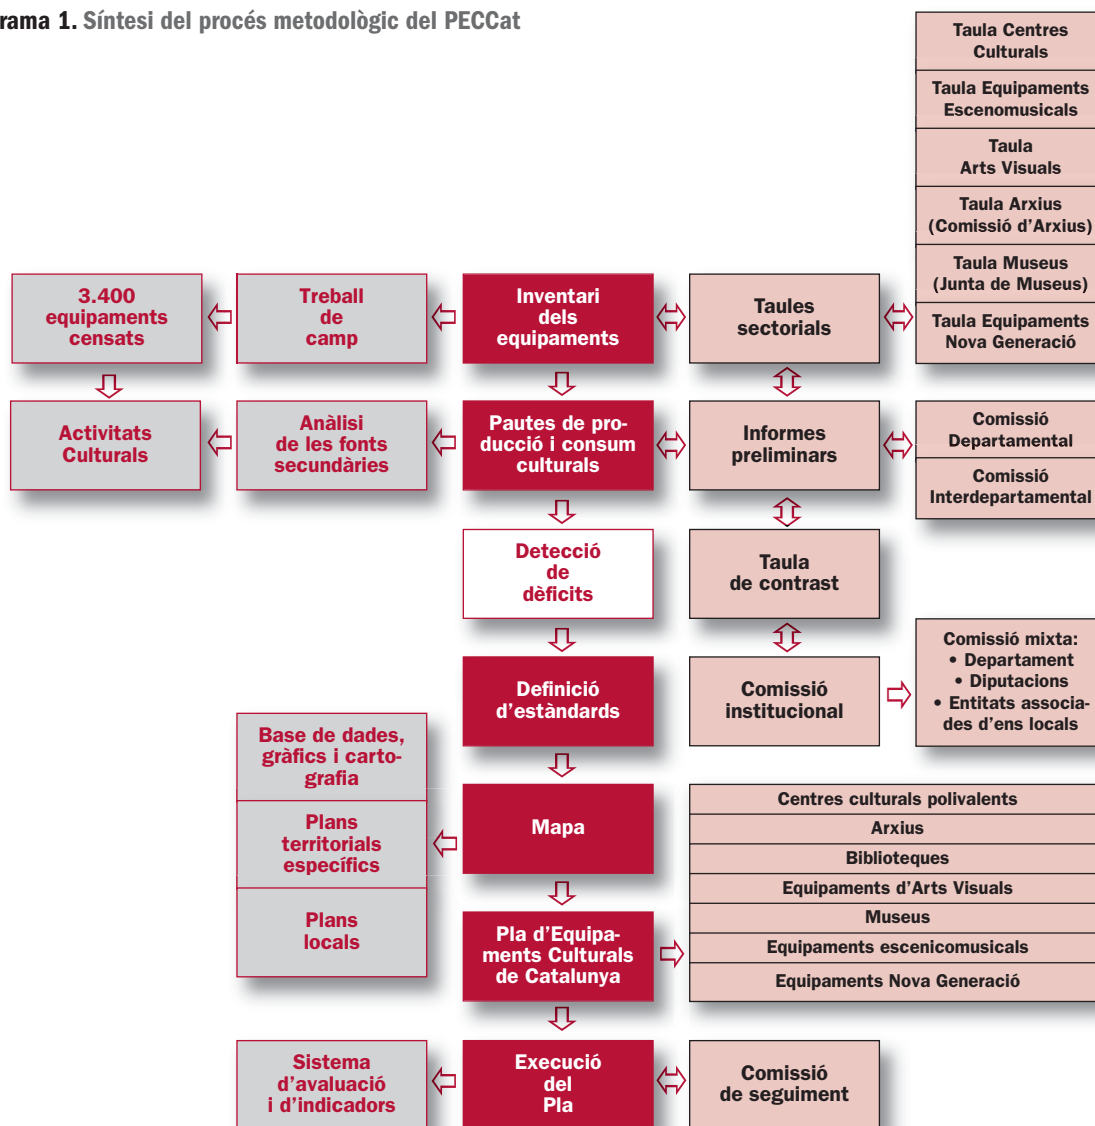 rama 1. Síntesi del procés metodològic del PECCat
Taula Centres
Culturals
Taula Equipaments
Escenomusicals
Taula
Arts Visuals
Taula Arxius
(Comissió d'Arxius)
Taula Museus
(Junta de Museus)
Taula Equipaments
Nova Generació
3.400
equipaments
censats
Treball
de
camp
Inventari
dels
equipaments
Taules
sectorials
Activitats
Culturals
Anàlisi
de les fonts
secundàries
Pautes de pro-
ducció i consum
culturals
Informes
preliminars
Comissió
Departamental
Comissió
Interdepartamental
Detecció
de
dèficits
Taula
de contrast
Definició
d'estàndards
Comissió
institucional
Comissió mixta:
• Departament
• Diputacions
• Entitats associa-
des d'ens locals
Base de dades,
gràfics i carto-
grafia
Plans
territorials
específics
Plans
locals
Mapa
Centres culturals polivalents
Arxius
Biblioteques
Equipaments d'Arts Visuals
Museus
Equipaments escenicomusicals
Equipaments Nova Generació
Pla d'Equipa-
ments Culturals
de Catalunya
Sistema
d'avaluació
i d'indicadors
Execució
del
Pla
Comissió
de seguiment